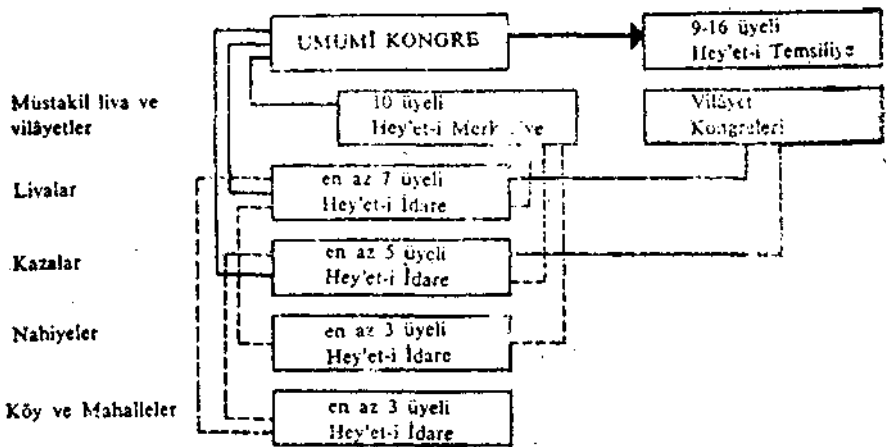 UMUMİ KONGRE
9-16 üyeli
Hey'et-i Temsiliye
Müstakil liva ve
vilâyetler
10 üyeli
Hey'et-i
Vilâyet
Kongreleri
Livalar
en az 7 üyeli
Hey'et-i İdare
Kazalar
en az 5 üyeli
Hey'et-i İdare
Nahiyeler
en az 3 üyeli
Hey'et-i İdare
Köy ve Mahalleler
en az 3 üyeli
Hey'et-i İdare